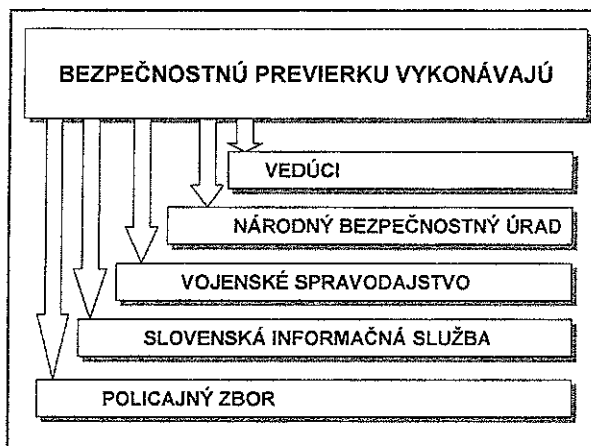 BEZPEČNOSTNÚ PREVIERKU VYKONÁVAJÚ
VEDÚCI
NÁRODNÝ BEZPEČNOSTNÝ ÚRAD
VOJENSKÉ SPRAVODAJSTVO
SLOVENSKÁ INFORMAČNÁ SLUŽBA
POLICAJNÝ ZBOR